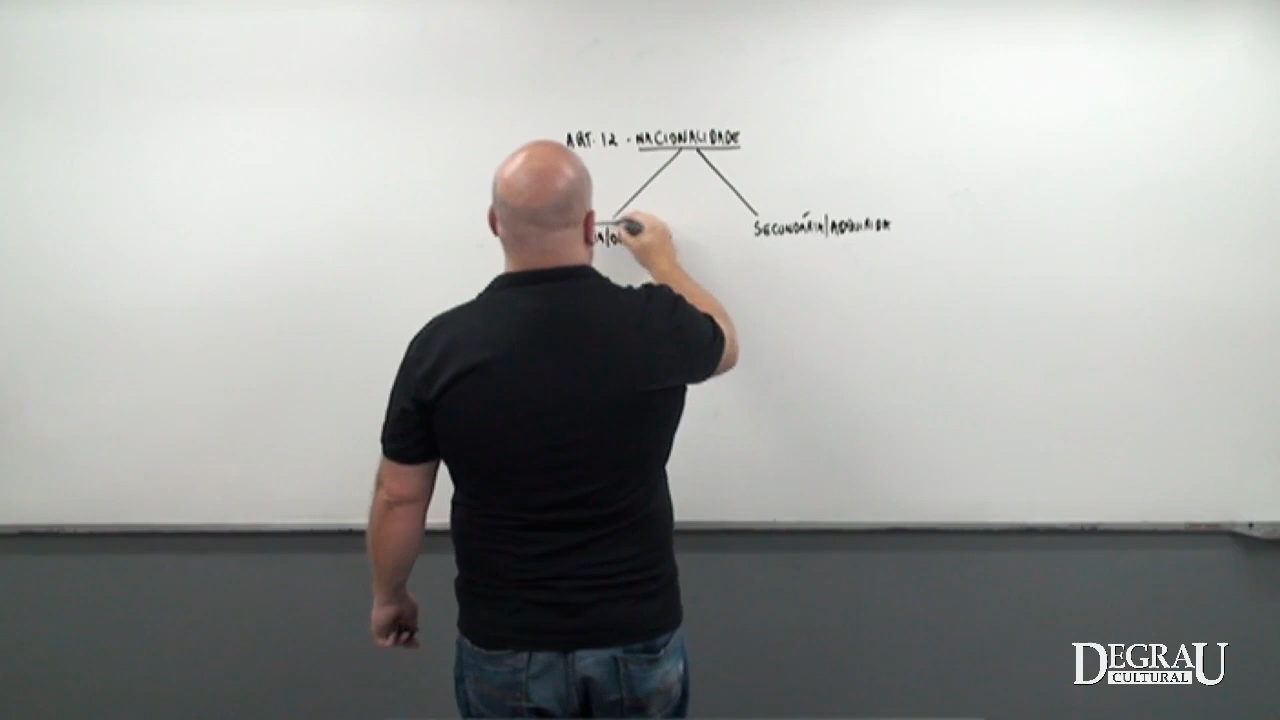 ART. 12 - NACIONALIDADE
SECUNDÁRIA/ADQUIRIDA
DEGRAU
CULTURAL